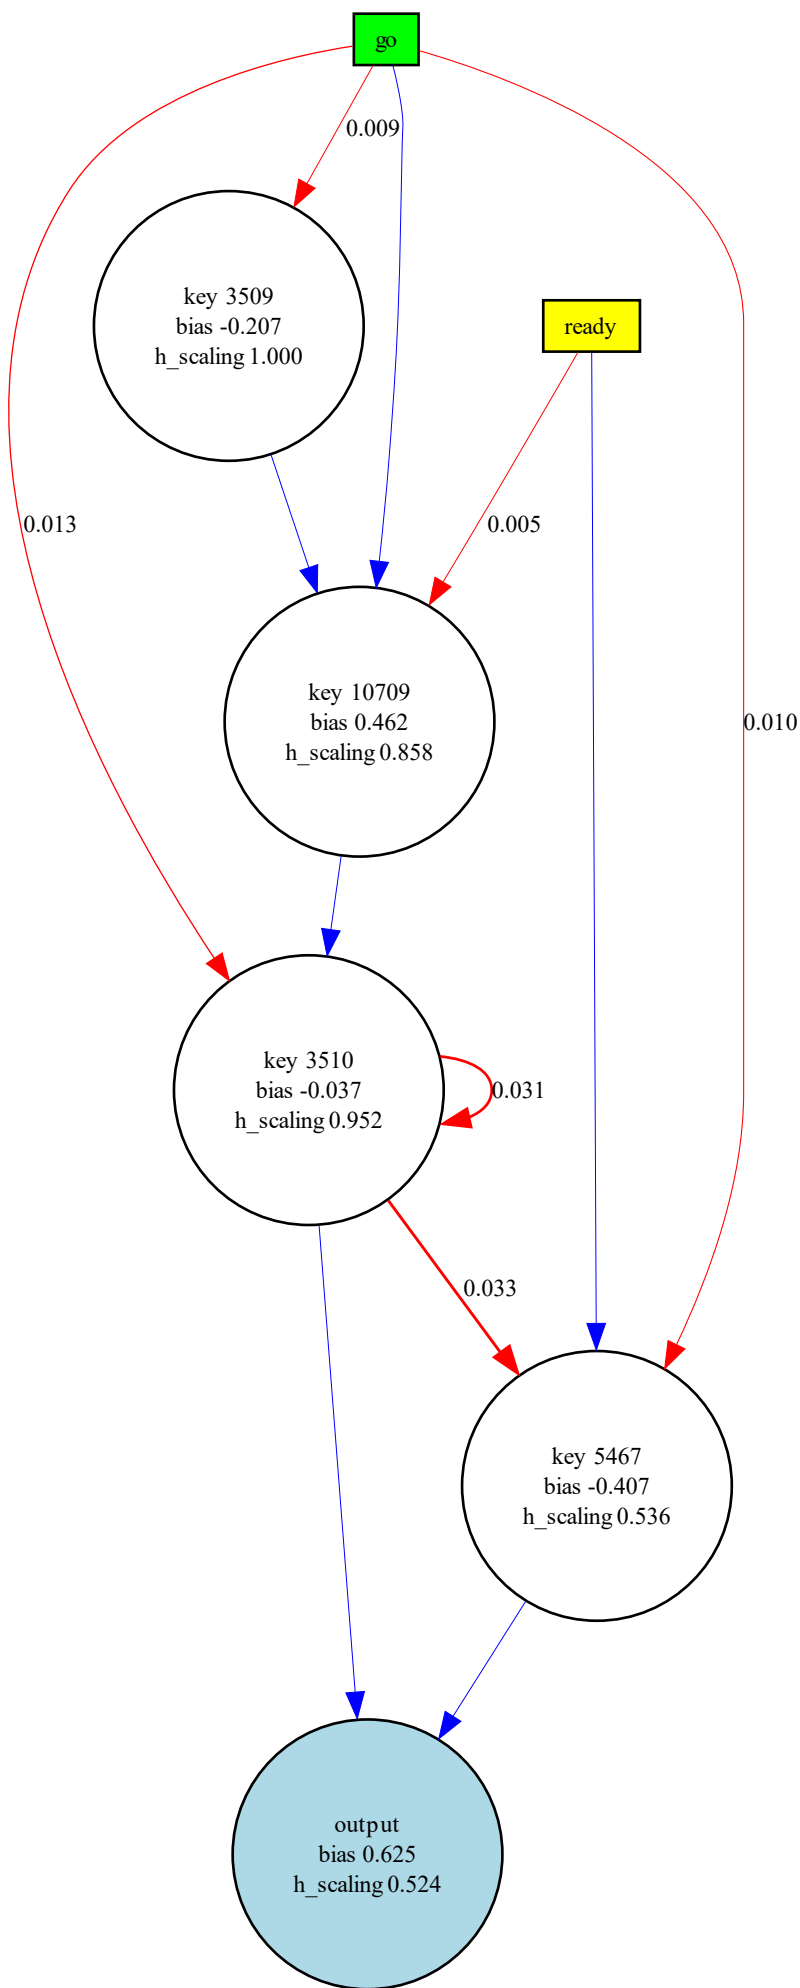 go
0.009
key 3509
bias -0.207
h_scaling 1.000
ready
0.013
0.005
key 10709
bias 0.462
h_scaling 0.858
0.010
key 3510
bias -0.037
h_scaling 0.952
0.031
0.033
key 5467
bias -0.407
h_scaling 0.536
output
bias 0.625
h_scaling 0.524